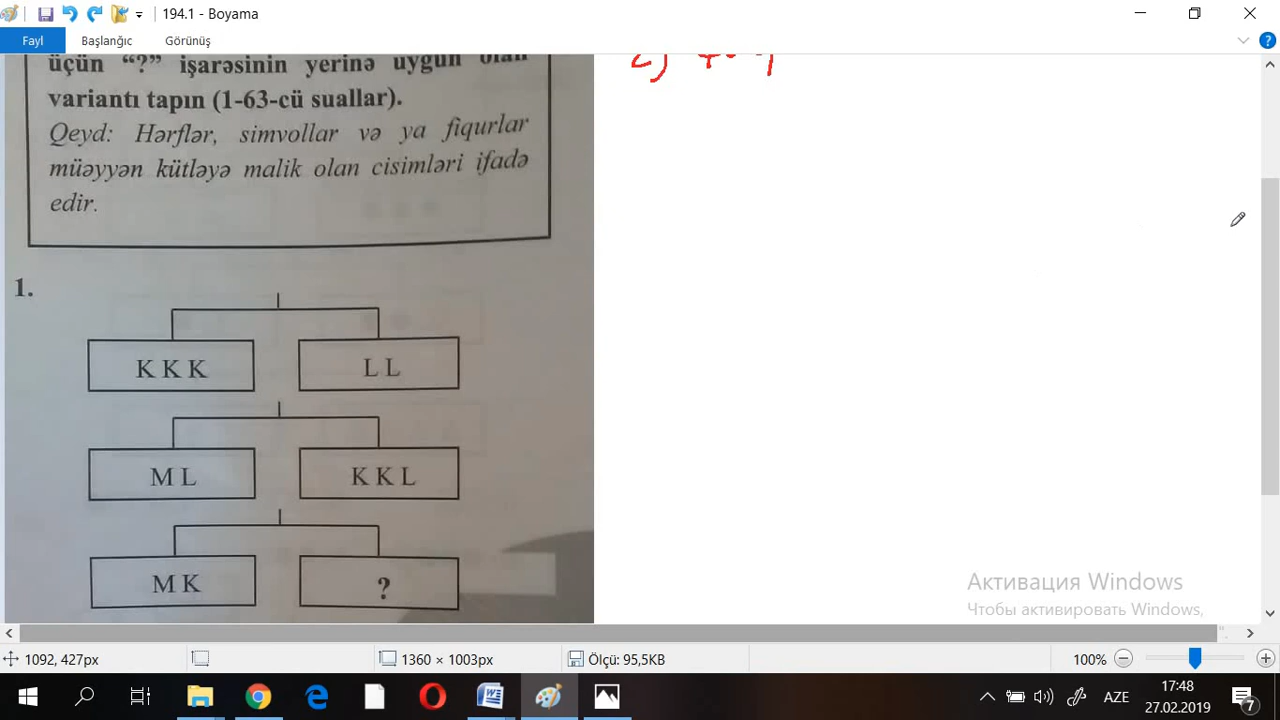 194.1 - Boyama
Fayl
Başlanğıc
Görünüş
üçün “?” işarəsinin yerinə uyğun olan
variantı tapın (1-63-cü suallar).
Qeyd: Hərflər, simvollar və ya fiqurlar
müəyyən kütləyə malik olan cisimləri ifadə
edir.
1.
K K K
L L
M L
K K L
M K
?
Активация Windows
Чтобы активировать Windows,
1092, 427px
1360 × 1003px
Ölçü: 95,5KB
100%
AZE
17:48
27.02.2019
7